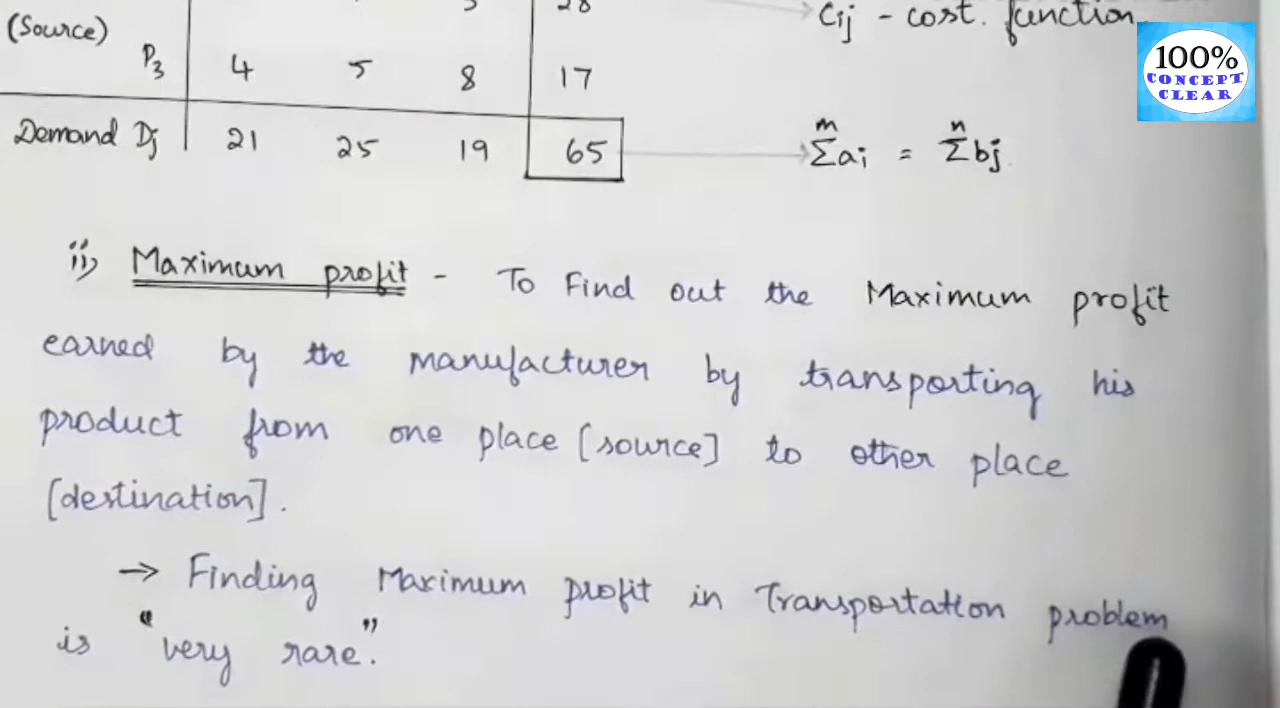 3 28
Cij - cost. function
(Source)
P3 4 5 8 17
100%
CONCEPT
CLEAR
Demand Dj 21 25 19 65
m n
Σai = Σbj
ii) Maximum profit - To Find out the Maximum profit
earned by the manufacturer by transporting his
product from one place [source] to other place
[destination].
→ Finding Maximum profit in Transportation problem
is "very rare".